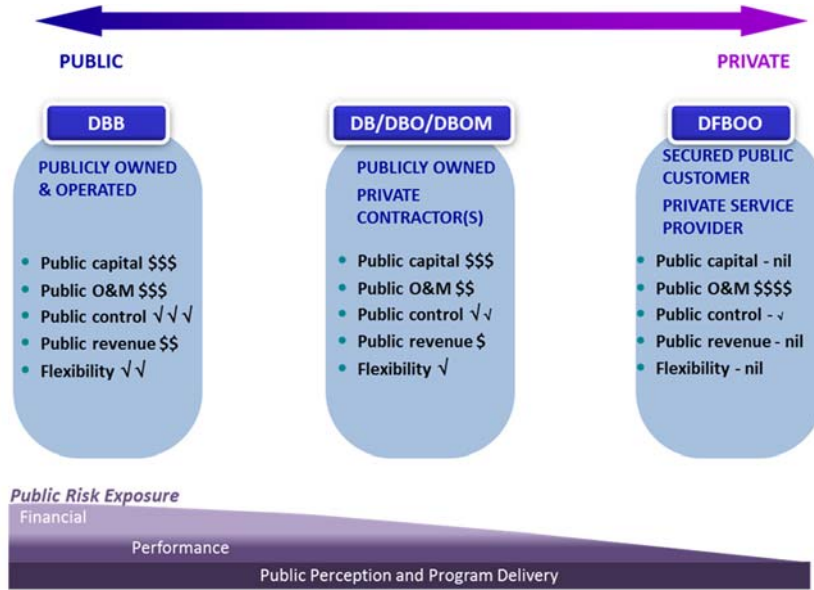 PUBLIC
PRIVATE
DBB
PUBLICLY OWNED
& OPERATED
• Public capital $$$
• Public O&M $$$
• Public control √ √ √
• Public revenue $$
• Flexibility √ √
DB/DBO/DBOM
PUBLICLY OWNED
PRIVATE
CONTRACTOR(S)
• Public capital $$$
• Public O&M $$
• Public control √ √
• Public revenue $
• Flexibility √
DFBOO
SECURED PUBLIC
CUSTOMER
PRIVATE SERVICE
PROVIDER
• Public capital - nil
• Public O&M $$$$
• Public control - √
• Public revenue - nil
• Flexibility - nil
Public Risk Exposure
Financial
Performance
Public Perception and Program Delivery